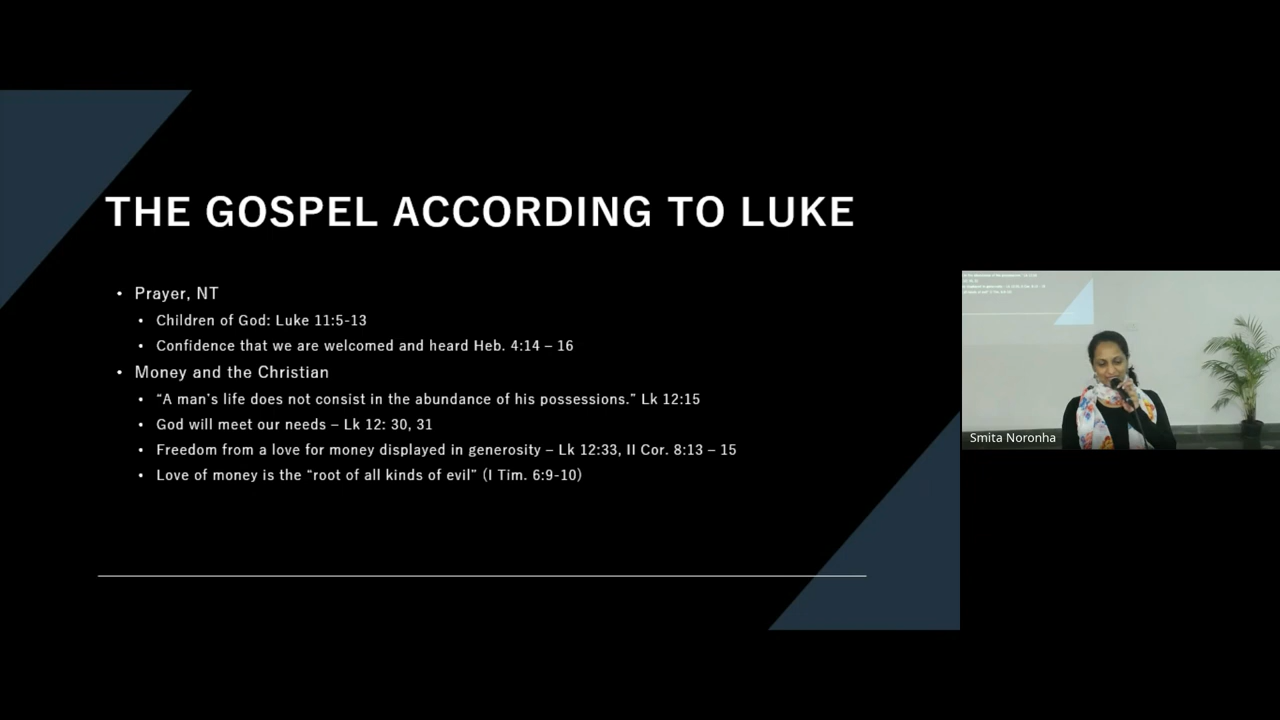 THE GOSPEL ACCORDING TO LUKE
• Prayer, NT
• Children of God: Luke 11:5-13
• Confidence that we are welcomed and heard Heb. 4:14 – 16
• Money and the Christian
• “A man’s life does not consist in the abundance of his possessions.” Lk 12:15
• God will meet our needs – Lk 12: 30, 31
• Freedom from a love for money displayed in generosity – Lk 12:33, II Cor. 8:13 – 15
• Love of money is the “root of all kinds of evil” (I Tim. 6:9-10)
Smita Noronha